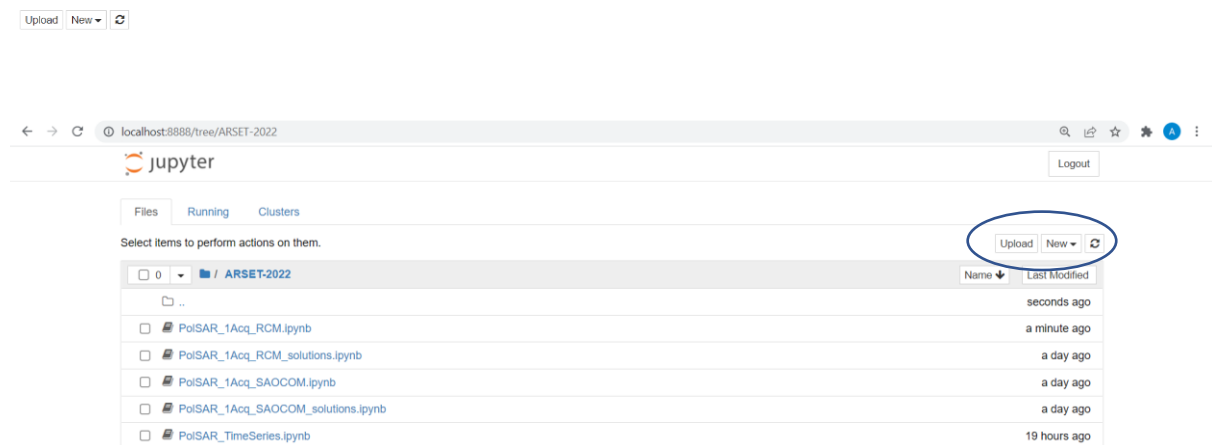 Upload New
localhost:8888/tree/ARSET-2022
A
jupyter
Logout
Files Running Clusters
Select items to perform actions on them.
Upload New
0 / ARSET-2022 Name Last Modified
.. seconds ago
PolSAR_1Acq_RCM.ipynb a minute ago
PolSAR_1Acq_RCM_solutions.ipynb a day ago
PolSAR_1Acq_SAOCOM.ipynb a day ago
PolSAR_1Acq_SAOCOM_solutions.ipynb a day ago
PolSAR_TimeSeries.ipynb 19 hours ago